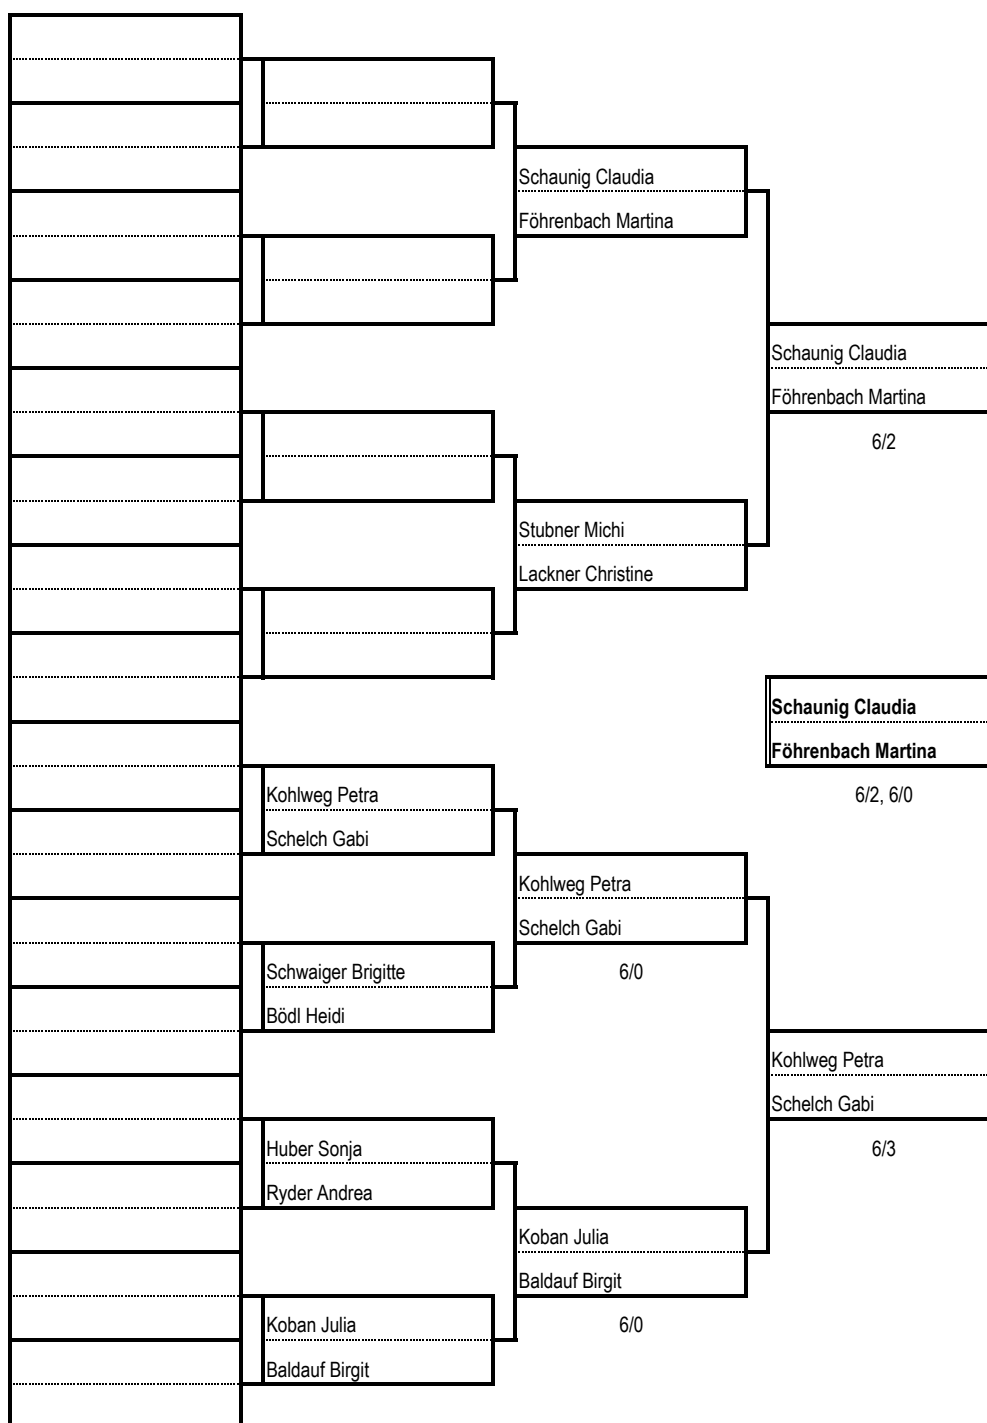 Schaunig Claudia
Föhrenbach Martina
Schaunig Claudia
Föhrenbach Martina
6/2
Stubner Michi
Lackner Christine
Schaunig Claudia
Föhrenbach Martina
6/2, 6/0
Kohlweg Petra
Schelch Gabi
Kohlweg Petra
Schelch Gabi
6/0
Schwaiger Brigitte
Bödl Heidi
Kohlweg Petra
Schelch Gabi
6/3
Huber Sonja
Ryder Andrea
Koban Julia
Baldauf Birgit
6/0
Koban Julia
Baldauf Birgit